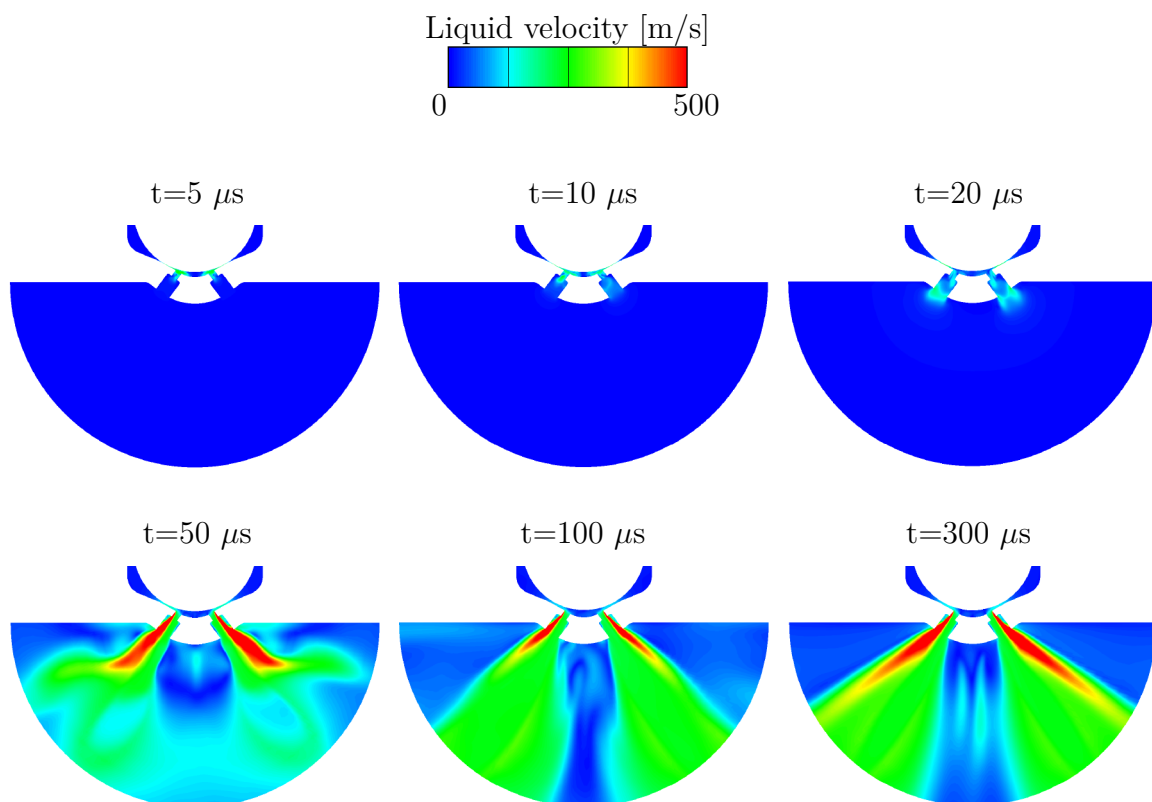 Liquid velocity [m/s]
0 500
t=5 μs t=10 μs t=20 μs
t=50 μs t=100 μs t=300 μs